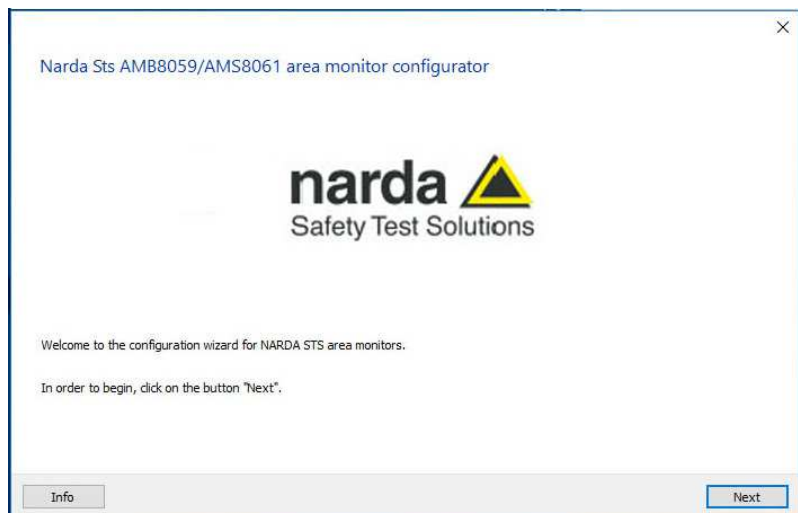 Narda Sts AMB8059/AMS8061 area monitor configurator
narda
Safety Test Solutions
Welcome to the configuration wizard for NARDA STS area monitors.
In order to begin, click on the button "Next".
Info
Next